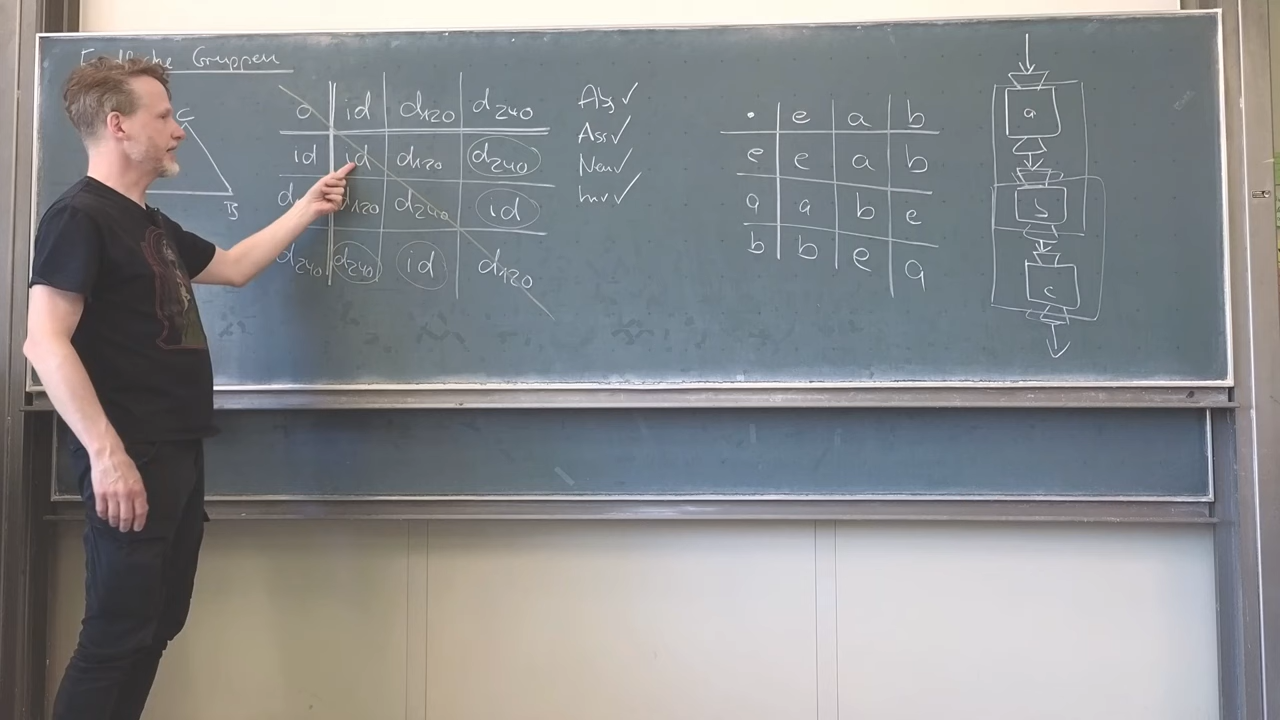 Endliche Gruppen
C
B
∘ id d120 d240
id id d120 d240
d120 d240 id
d240 d240 id d120
Abg ✓
Ass ✓
Neu ✓
Inv ✓
• e a b
e e a b
a a b e
b b e a
a
b
c